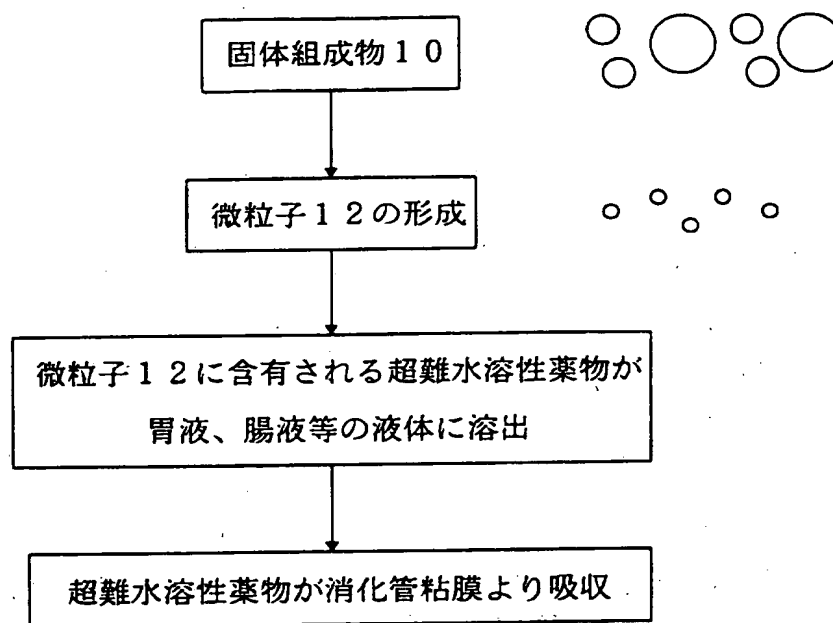 固体組成物１０
微粒子１２の形成
微粒子１２に含有される超難水溶性薬物が
胃液、腸液等の液体に溶出
超難水溶性薬物が消化管粘膜より吸収